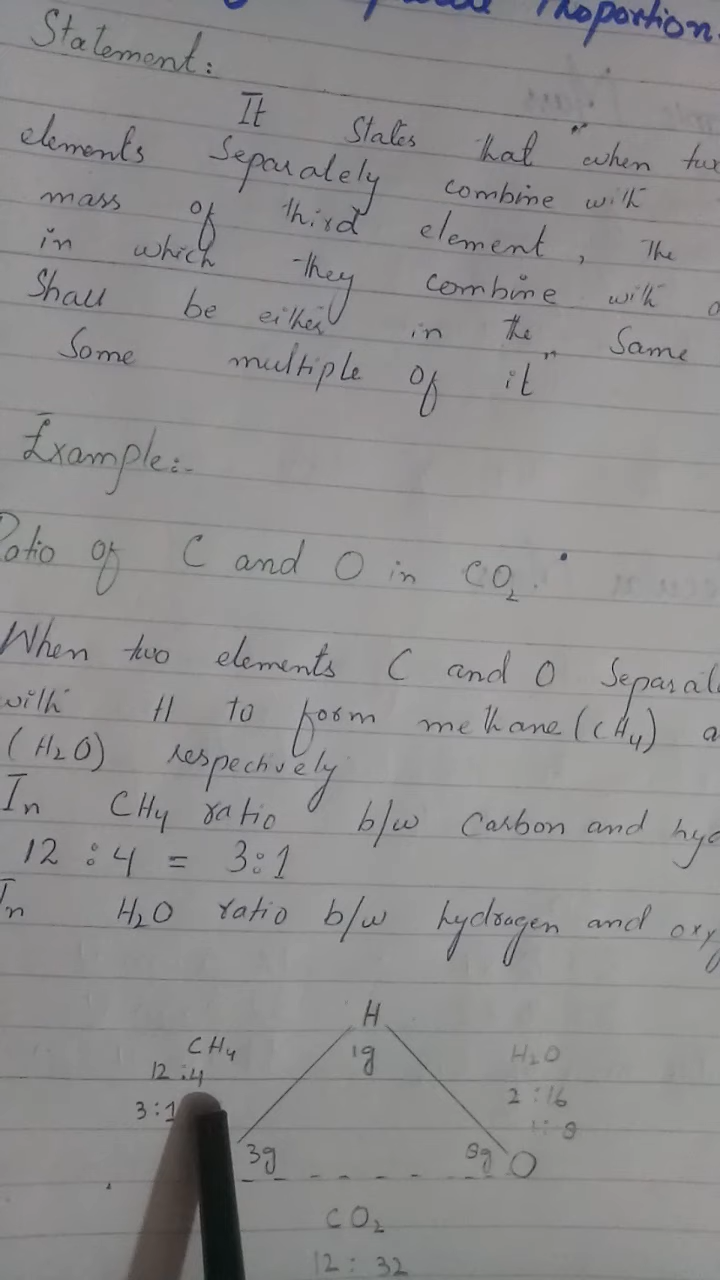 Proportion.
Statement:
It States that "when
elements Separately combine with
mass of third element, The
in which they combine with
Shall be either in the Same
Some multiple of it"
Example:-
Ratio of C and O in CO2.
When two elements C and O
with H to form methane (CH4)
(H2O) respectively
In CH4 ratio b/w carbon and
12 : 4 = 3:1
In H2O ratio b/w hydrogen and
H
CH4 1g H2O
12 :4 2 : 16
3:1 1: 8
3g 8g O
CO2
12 : 32